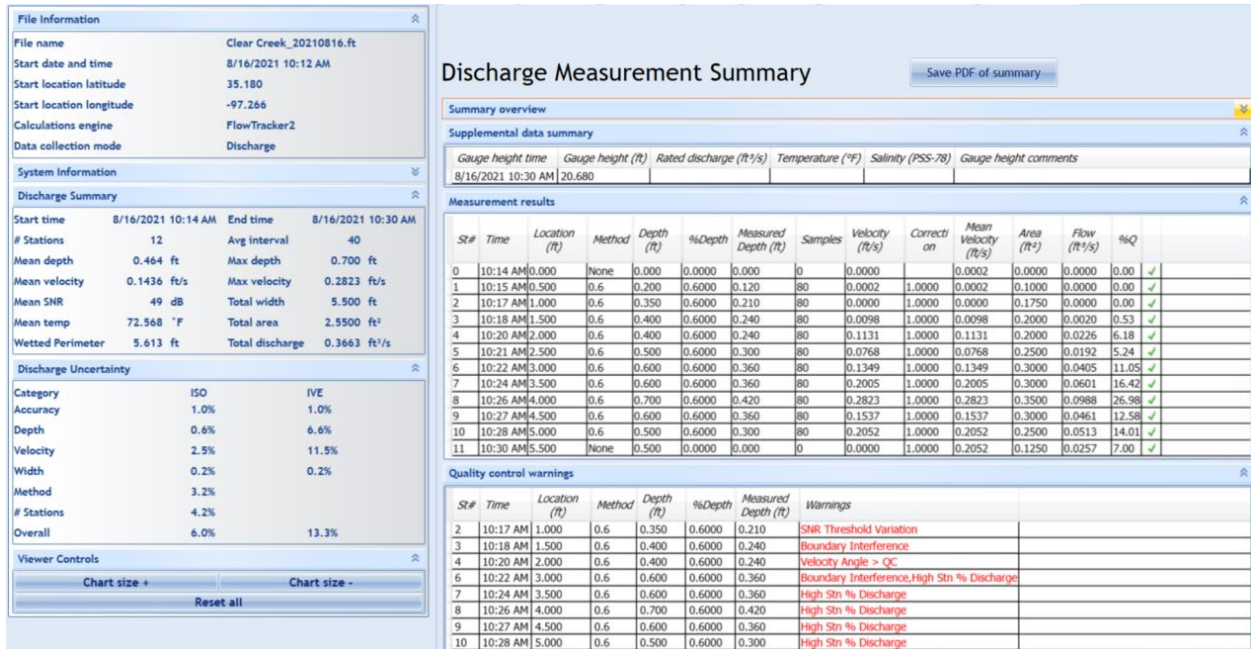 File Information
File name Clear Creek_20210816.ft
Start date and time 8/16/2021 10:12 AM
Start location latitude 35.180
Start location longitude -97.266
Calculations engine FlowTracker2
Data collection mode Discharge
System Information
Discharge Summary
Start time 8/16/2021 10:14 AM End time 8/16/2021 10:30 AM
# Stations 12 Avg interval 40
Mean depth 0.464 ft Max depth 0.700 ft
Mean velocity 0.1436 ft/s Max velocity 0.2823 ft/s
Mean SNR 49 dB Total width 5.500 ft
Mean temp 72.568 °F Total area 2.5500 ft²
Wetted Perimeter 5.613 ft Total discharge 0.3663 ft³/s
Discharge Uncertainty
Category ISO IVE
Accuracy 1.0% 1.0%
Depth 0.6% 6.6%
Velocity 2.5% 11.5%
Width 0.2% 0.2%
Method 3.2%
# Stations 4.2%
Overall 6.0% 13.3%
Viewer Controls
Chart size + Chart size -
Reset all
Discharge Measurement Summary
Save PDF of summary
Summary overview
Supplemental data summary
Gauge height time Gauge height (ft) Rated discharge (ft³/s) Temperature (°F) Salinity (PSS-78) Gauge height comments
8/16/2021 10:30 AM 20.680
Measurement results
St# Time Location (ft) Method Depth (ft) %Depth Measured Depth (ft) Samples Velocity (ft/s) Correcti on Mean Velocity (ft/s) Area (ft²) Flow (ft³/s) %Q
0 10:14 AM 0.000 None 0.000 0.0000 0.000 0 0.0000 0.0002 0.0000 0.0000 0.00 ✓
1 10:15 AM 0.500 0.6 0.200 0.6000 0.120 80 0.0002 1.0000 0.0002 0.1000 0.0000 0.00 ✓
2 10:17 AM 1.000 0.6 0.350 0.6000 0.210 80 0.0000 1.0000 0.0000 0.1750 0.0000 0.00 ✓
3 10:18 AM 1.500 0.6 0.400 0.6000 0.240 80 0.0098 1.0000 0.0098 0.2000 0.0020 0.53 ✓
4 10:20 AM 2.000 0.6 0.400 0.6000 0.240 80 0.1131 1.0000 0.1131 0.2000 0.0226 6.18 ✓
5 10:21 AM 2.500 0.6 0.500 0.6000 0.300 80 0.0768 1.0000 0.0768 0.2500 0.0192 5.24 ✓
6 10:22 AM 3.000 0.6 0.600 0.6000 0.360 80 0.1349 1.0000 0.1349 0.3000 0.0405 11.05 ✓
7 10:24 AM 3.500 0.6 0.600 0.6000 0.360 80 0.2005 1.0000 0.2005 0.3000 0.0601 16.42 ✓
8 10:26 AM 4.000 0.6 0.700 0.6000 0.420 80 0.2823 1.0000 0.2823 0.3500 0.0988 26.98 ✓
9 10:27 AM 4.500 0.6 0.600 0.6000 0.360 80 0.1537 1.0000 0.1537 0.3000 0.0461 12.58 ✓
10 10:28 AM 5.000 0.6 0.500 0.6000 0.300 80 0.2052 1.0000 0.2052 0.2500 0.0513 14.01 ✓
11 10:30 AM 5.500 None 0.500 0.0000 0.000 0 0.0000 1.0000 0.2052 0.1250 0.0257 7.00 ✓
Quality control warnings
St# Time Location (ft) Method Depth (ft) %Depth Measured Depth (ft) Warnings
2 10:17 AM 1.000 0.6 0.350 0.6000 0.210 SNR Threshold Variation
3 10:18 AM 1.500 0.6 0.400 0.6000 0.240 Boundary Interference
4 10:20 AM 2.000 0.6 0.400 0.6000 0.240 Velocity Angle > QC
6 10:22 AM 3.000 0.6 0.600 0.6000 0.360 Boundary Interference,High Stn % Discharge
7 10:24 AM 3.500 0.6 0.600 0.6000 0.360 High Stn % Discharge
8 10:26 AM 4.000 0.6 0.700 0.6000 0.420 High Stn % Discharge
9 10:27 AM 4.500 0.6 0.600 0.6000 0.360 High Stn % Discharge
10 10:28 AM 5.000 0.6 0.500 0.6000 0.300 High Stn % Discharge